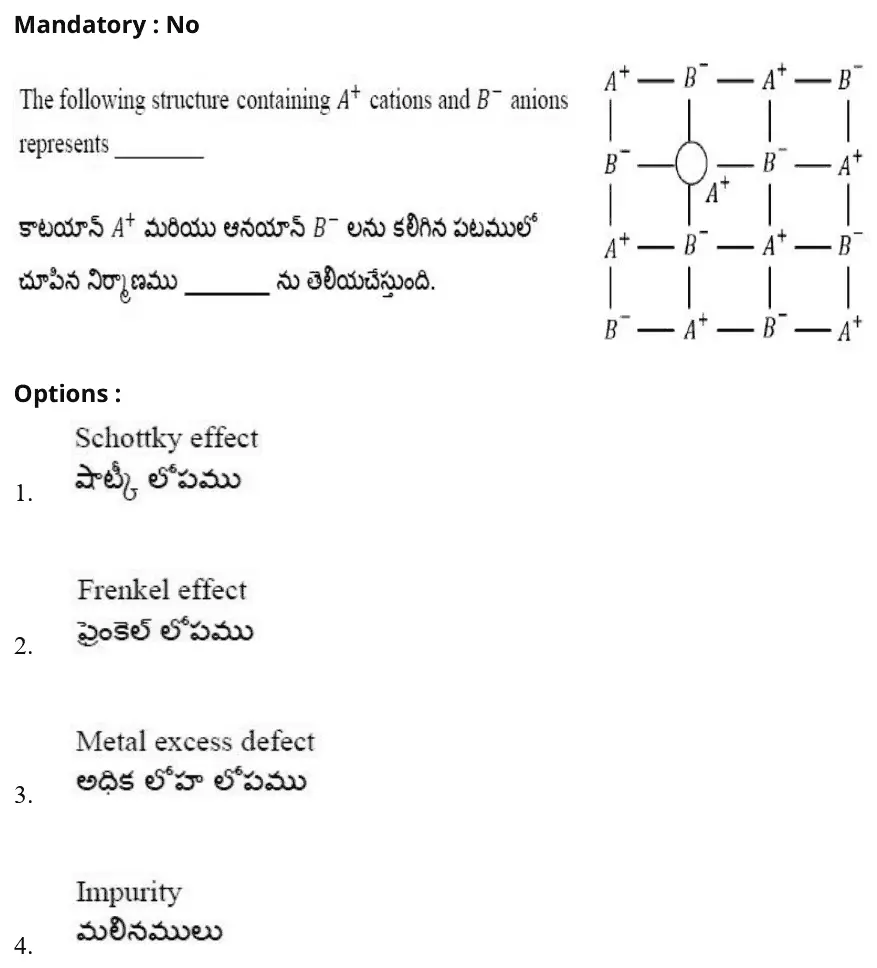 Mandatory : No
The following structure containing A⁺ cations and B⁻ anions
represents ________
కాటయాన్ A⁺ మరియు ఆనయాన్ B⁻ లను కలిగిన పటములో
చూపిన నిర్మాణము ________ ను తెలియచేస్తుంది.
A⁺ — B⁻ — A⁺ — B⁻
B⁻ — ◯ — B⁻ — A⁺
A⁺
A⁺ — B⁻ — A⁺ — B⁻
B⁻ — A⁺ — B⁻ — A⁺
Options :
Schottky effect
1. షాట్కీ లోపము
Frenkel effect
2. ఫ్రెంకెల్ లోపము
Metal excess defect
3. అధిక లోహ లోపము
Impurity
4. మలినములు